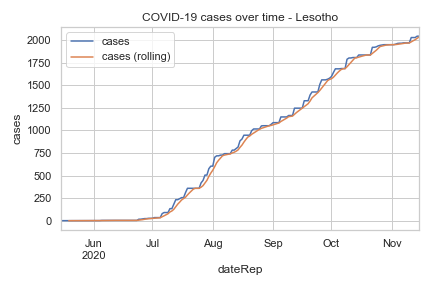 COVID-19 cases over time - Lesotho
cases
cases (rolling)
2000
1750
1500
1250
1000
750
500
250
0
cases
Jun
2020
Jul
Aug
Sep
Oct
Nov
dateRep